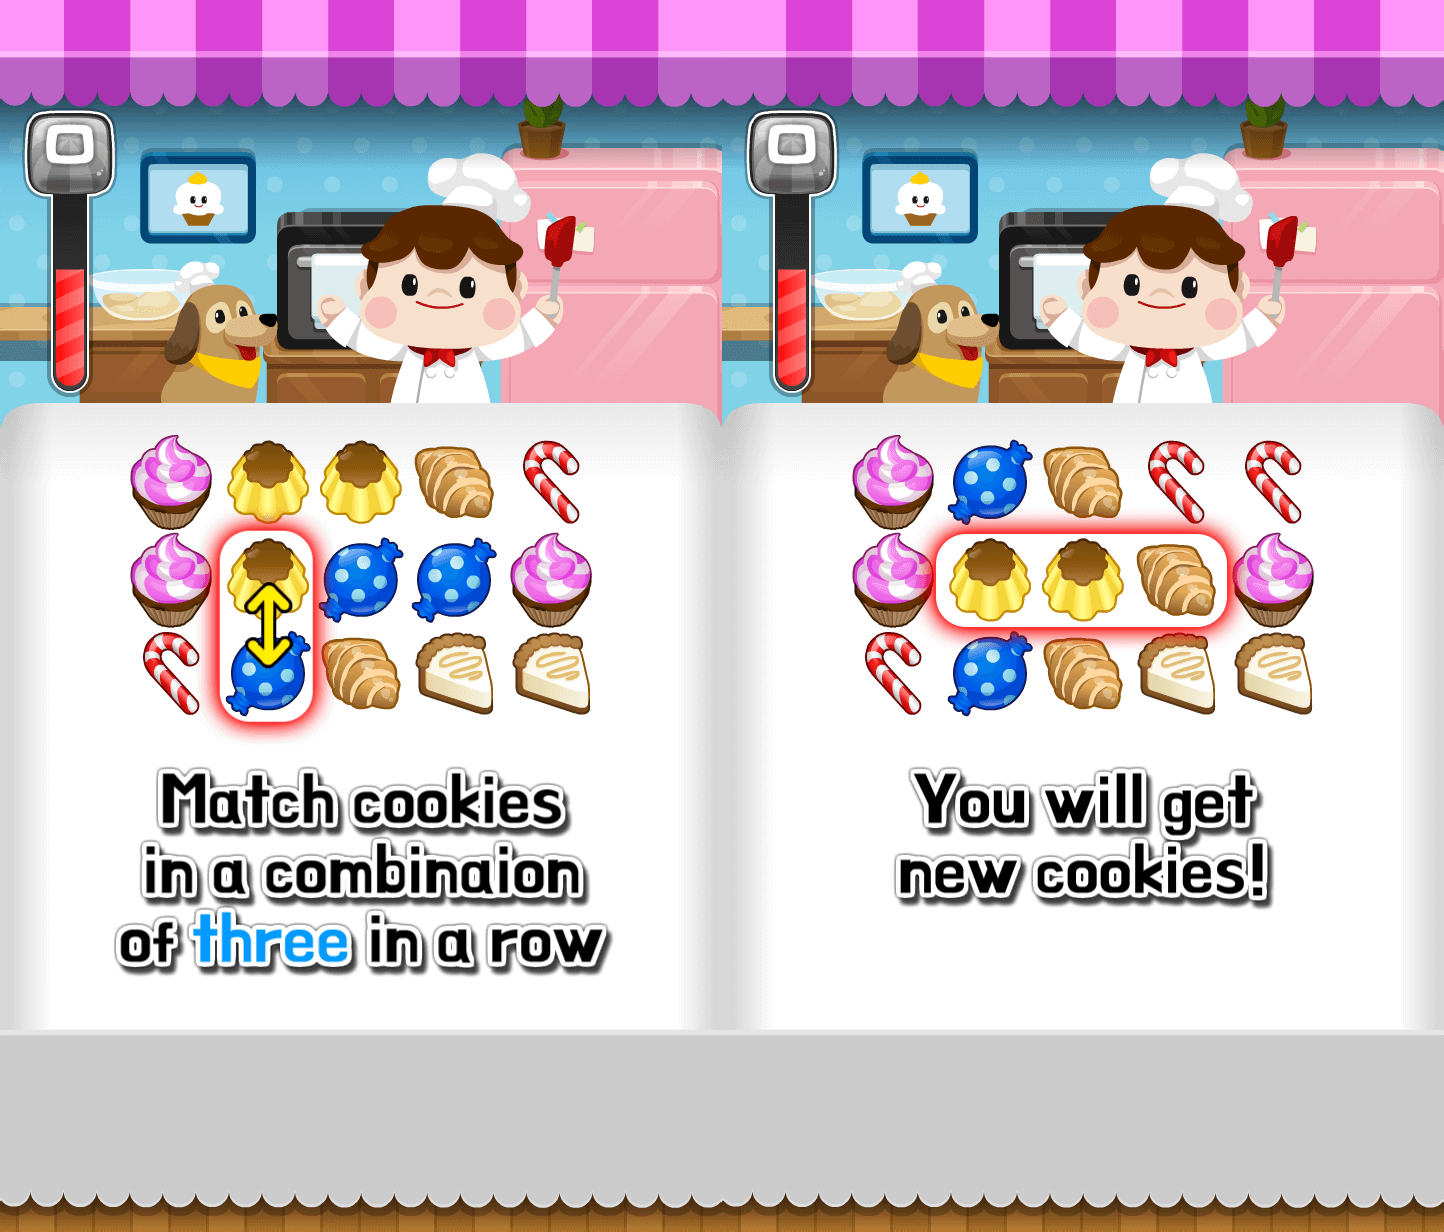 Match cookies
in a combinaion
of three in a row
You will get
new cookies!